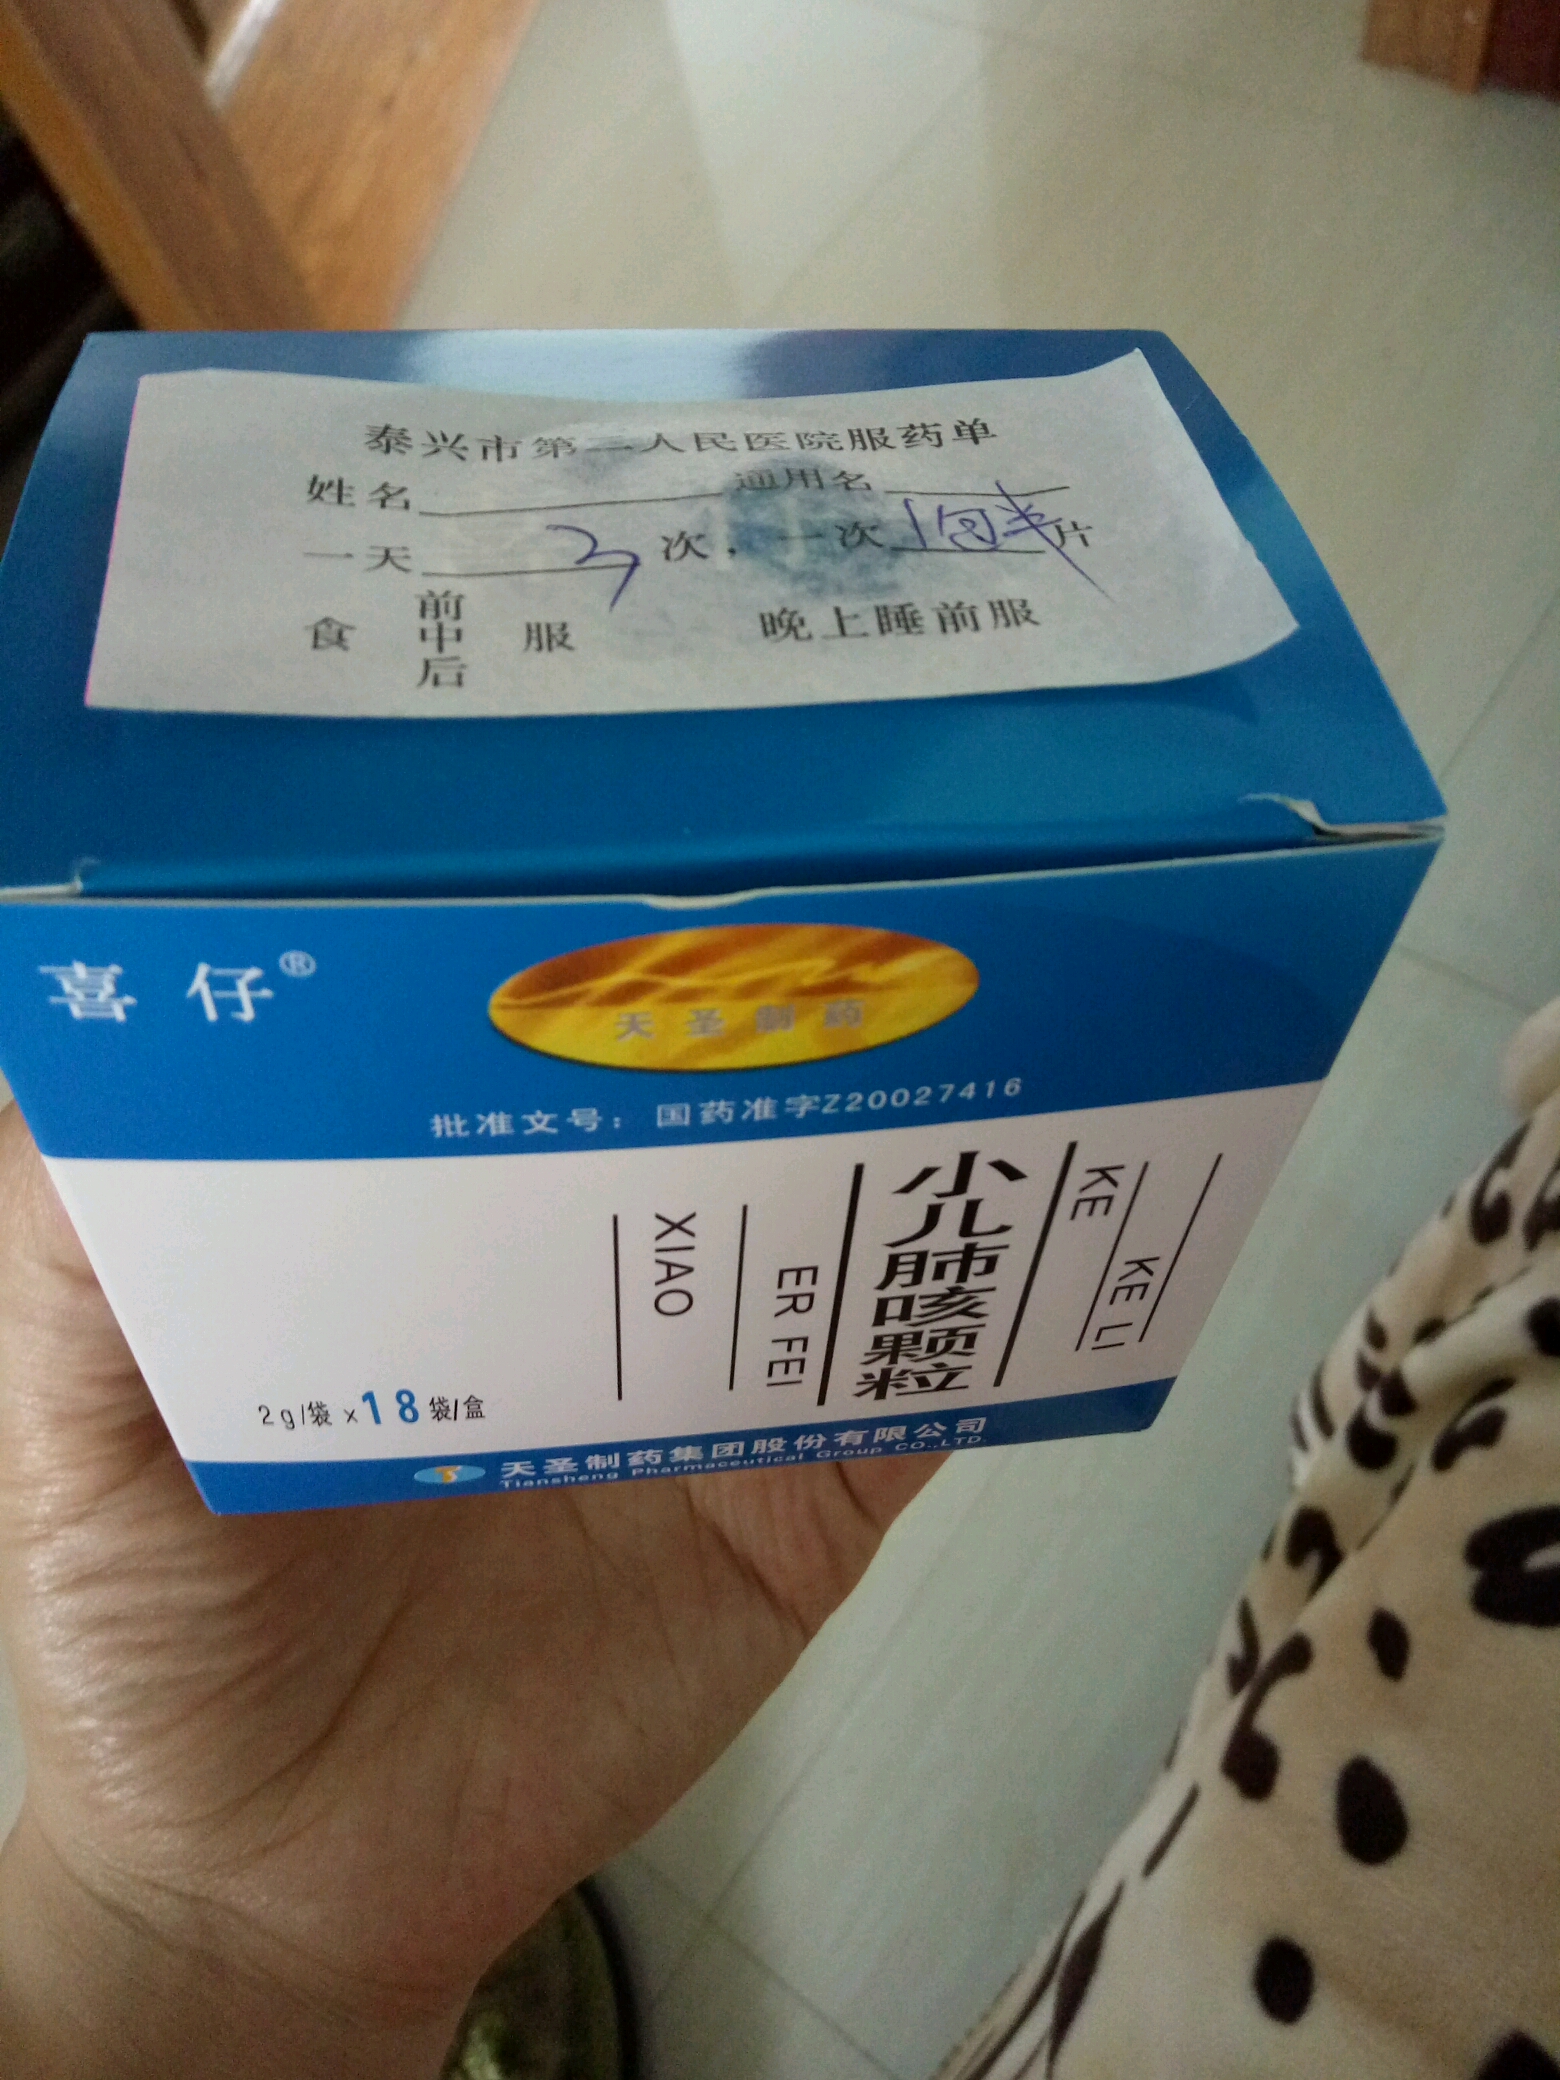 泰兴市第二人民医院服药单
姓名 通用名
一天 3 次，一次 1包半 片
食 前中后 服 晚上睡前服
喜仔®
天圣制药
批准文号：国药准字Z20027416
小儿肺咳颗粒
XIAO
ER FEI
KE
KE LI
2g/袋x18袋/盒
天圣制药集团股份有限公司
Tiansheng Pharmaceutical Group CO.,LTD.